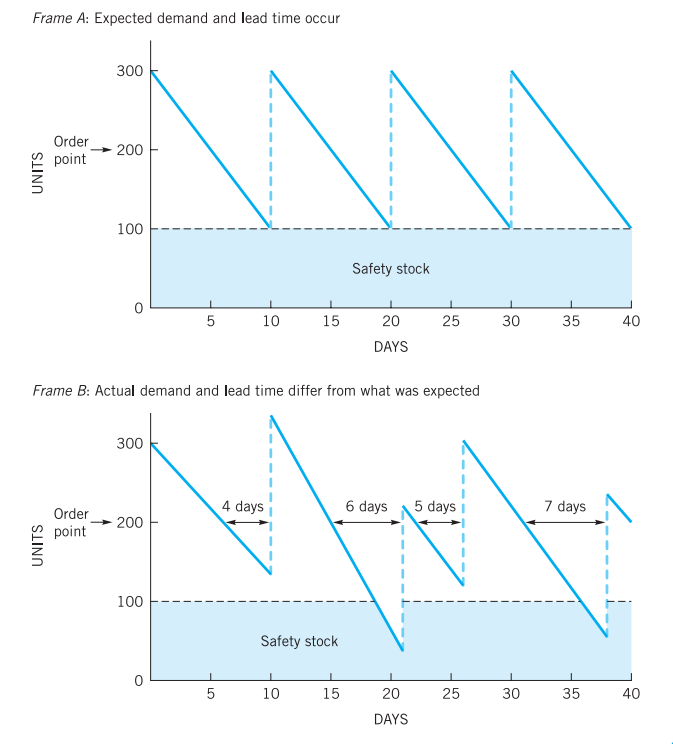 Frame A: Expected demand and lead time occur
300
Order
point
200
UNITS
100
Safety stock
0
5 10 15 20 25 30 35 40
DAYS
Frame B: Actual demand and lead time differ from what was expected
300
4 days 6 days 5 days 7 days
Order
point
200
UNITS
100
Safety stock
0
5 10 15 20 25 30 35 40
DAYS